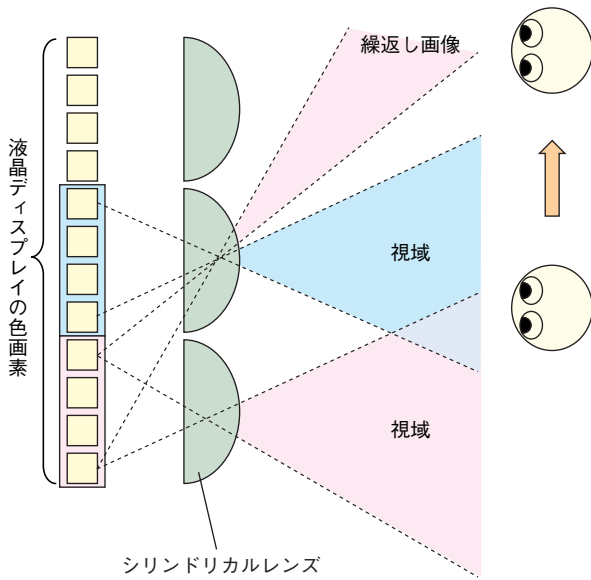 繰返し画像
液晶ディスプレイの色画素
視域
視域
シリンドリカルレンズ